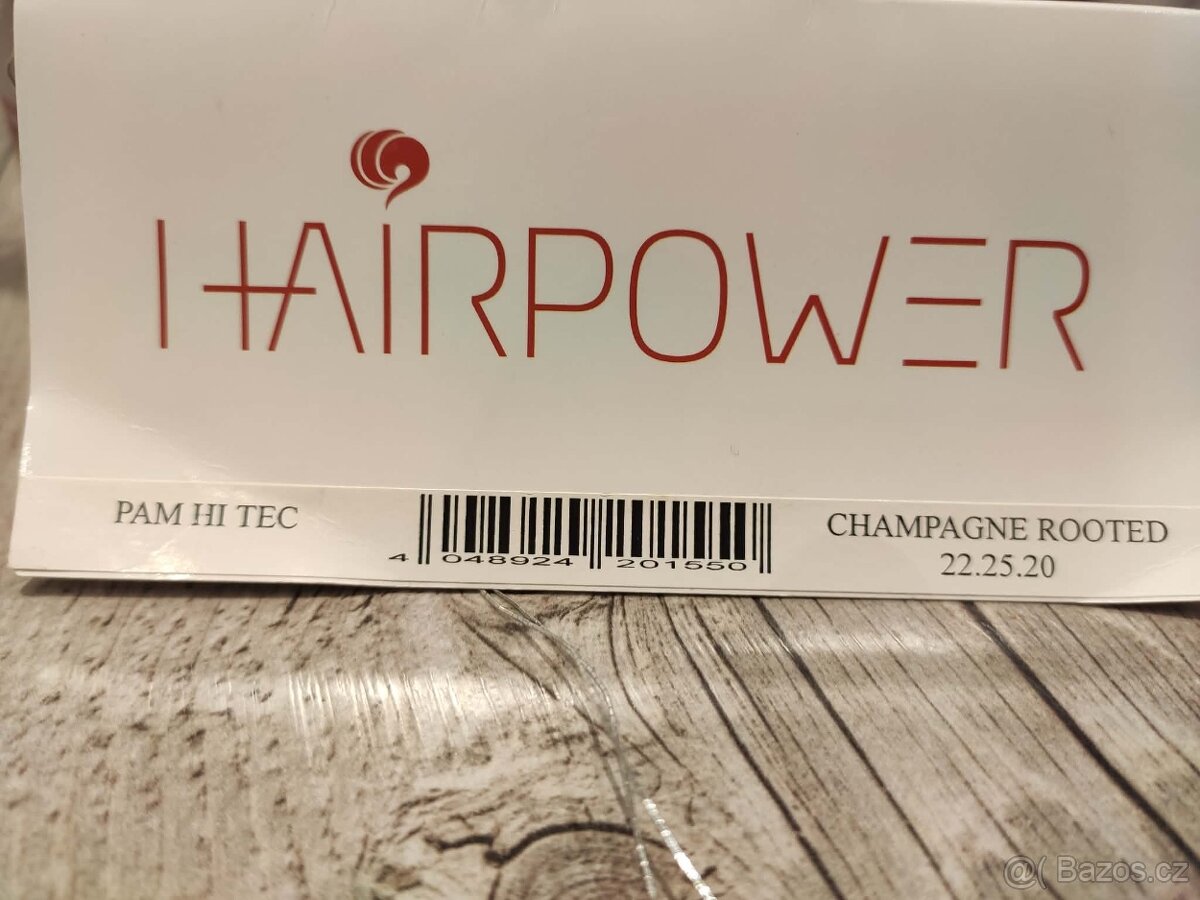 HAIRPOWER
PAM HI TEC
4 048924 201550
CHAMPAGNE ROOTED
22.25.20
@( Bazos.cz